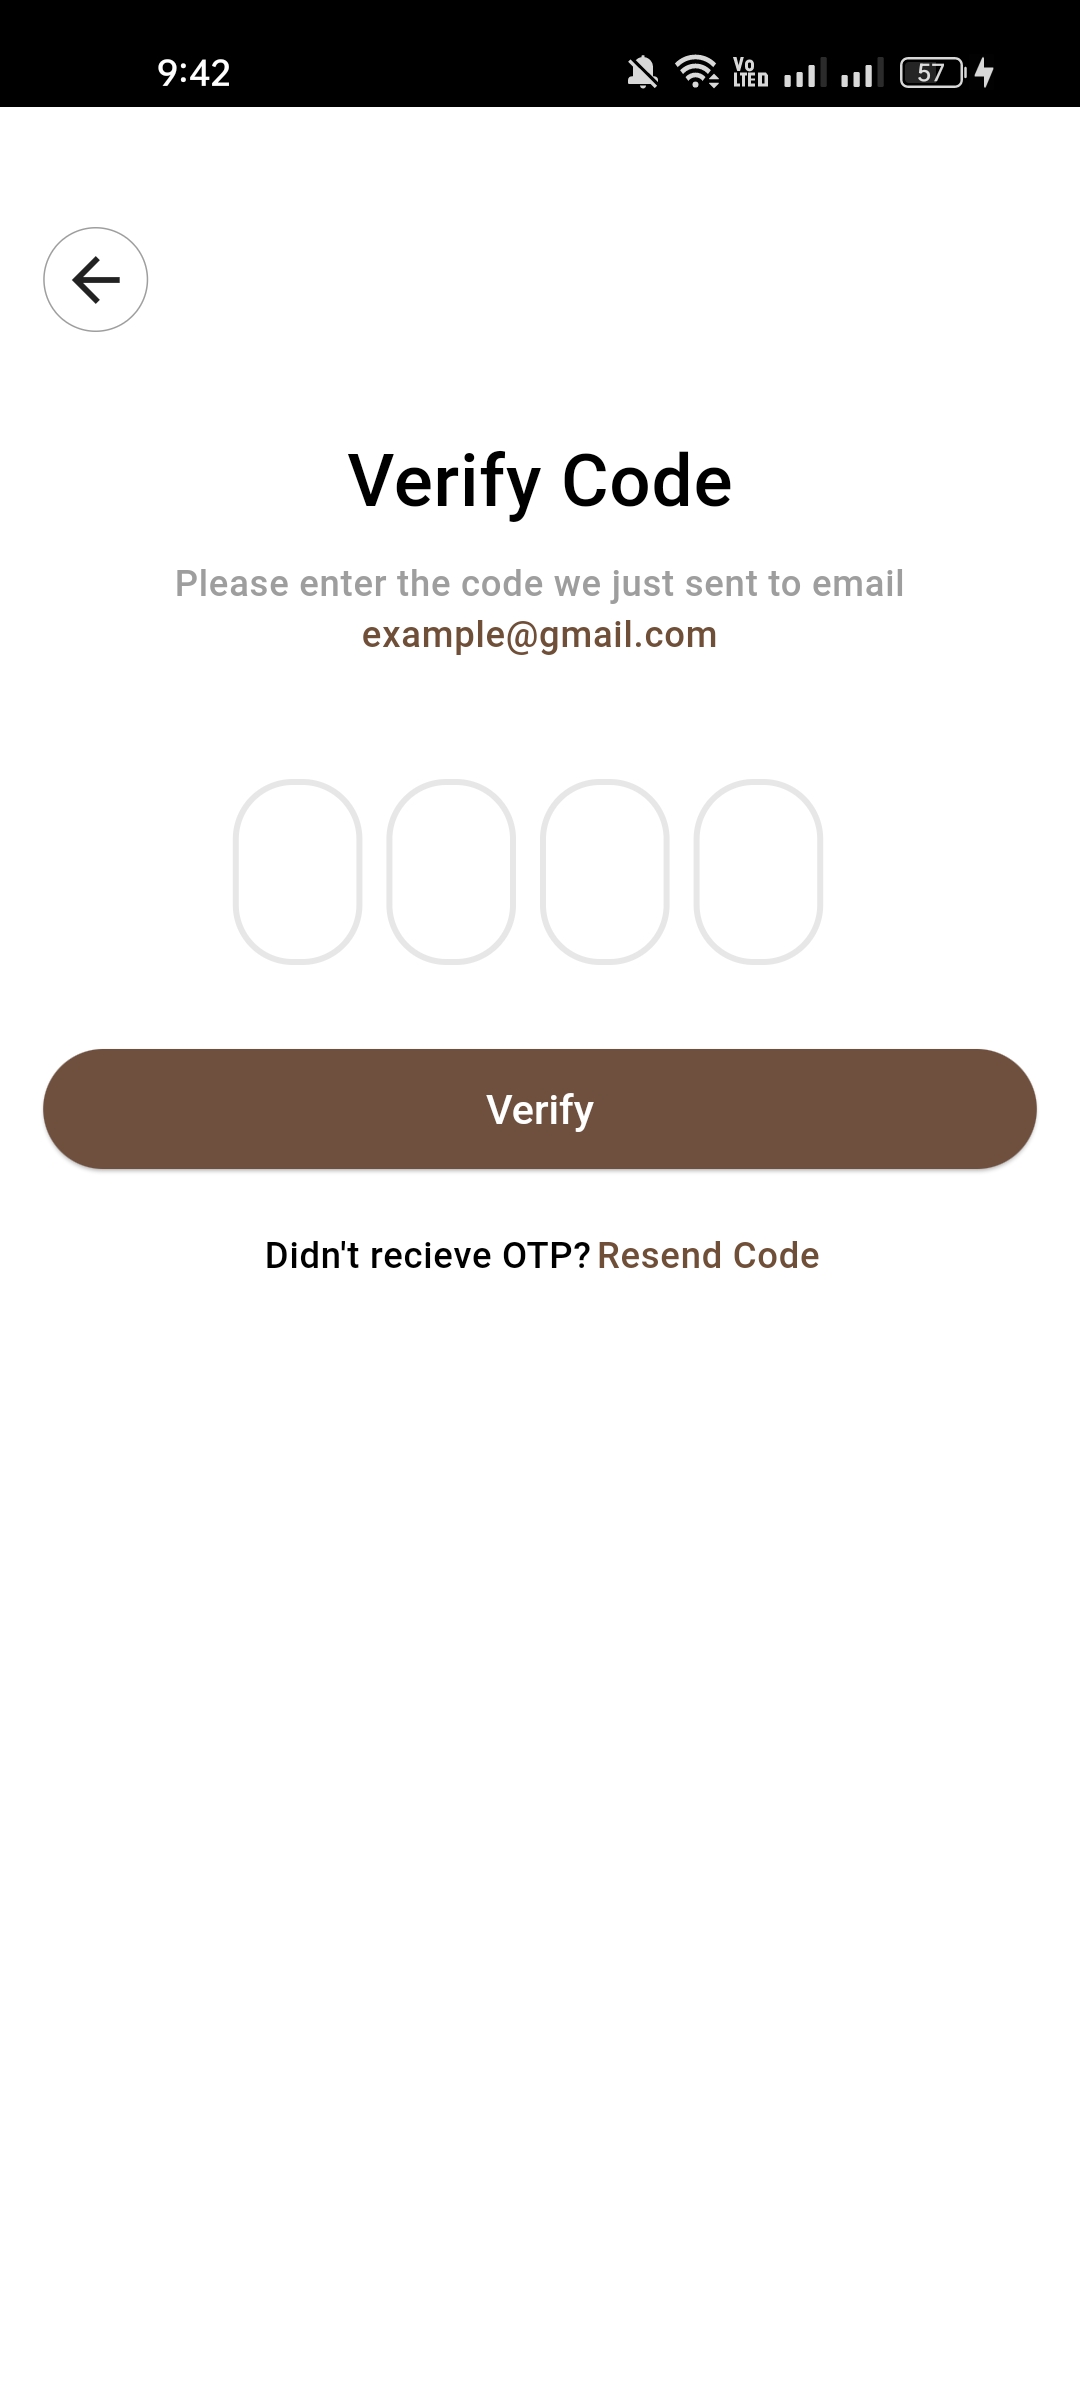 9:42
Vo
LTE
57
Verify Code
Please enter the code we just sent to email
example@gmail.com
Verify
Didn't recieve OTP? Resend Code